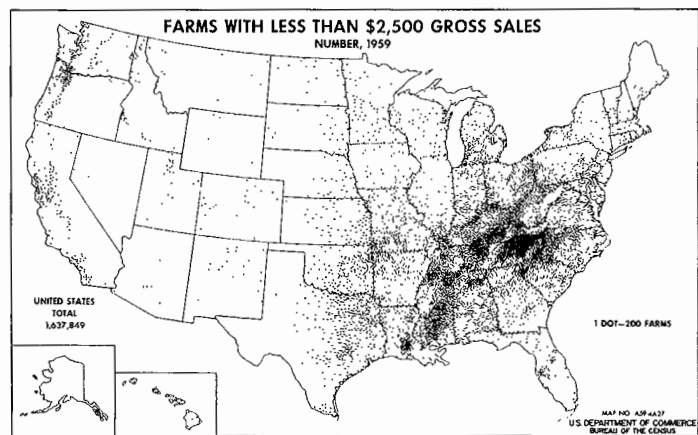 FARMS WITH LESS THAN $2,500 GROSS SALES
NUMBER, 1959
UNITED STATES
TOTAL
1,637,849
1 DOT—200 FARMS
MAP NO. A59-4A27
U.S. DEPARTMENT OF COMMERCE
BUREAU OF THE CENSUS